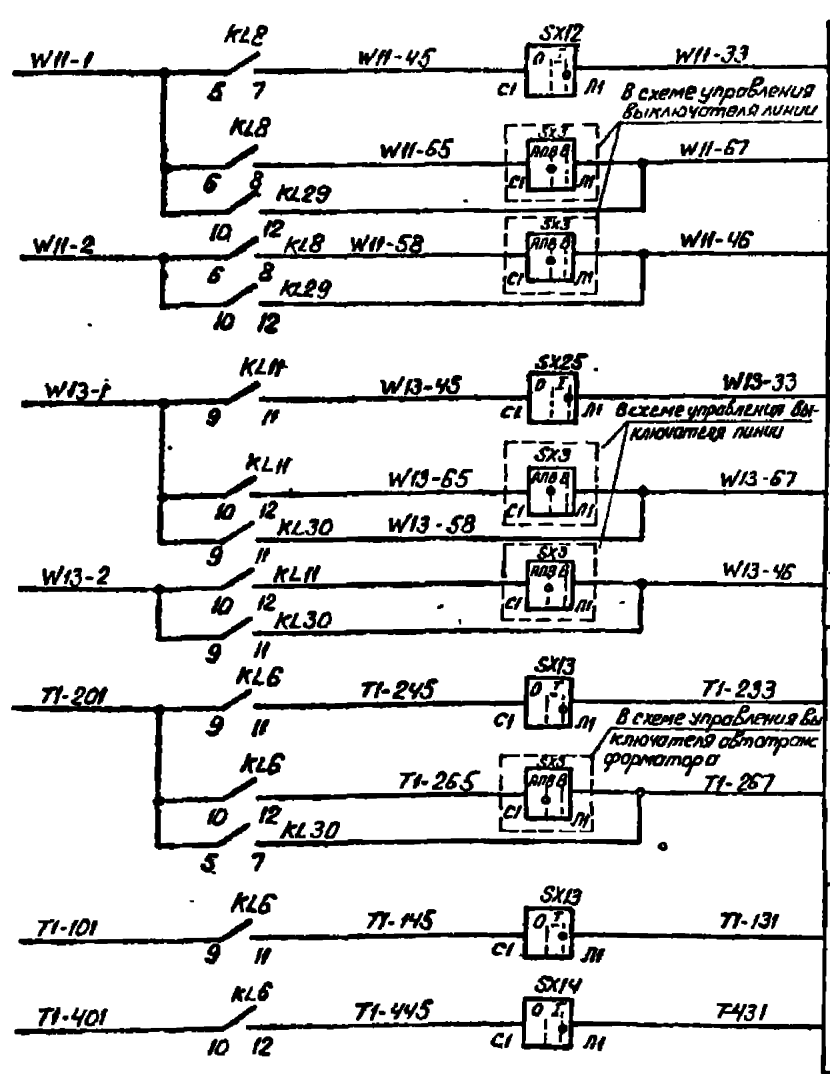 KL8
SX12
W11-1
W11-45
O I
W11-33
5 7
C1
Л1
В схеме управления
выключателя линии
KL8
SX3
W11-65
АПВ В
W11-67
6 8
C1
Л1
KL29
10 12
SX3
W11-2
KL8
W11-58
АПВ В
W11-46
6 8
C1
Л1
KL29
10 12
KL11
SX25
W13-1
W13-45
O I
W13-33
9 11
C1
Л1
В схеме управления вы-
ключателя линии
KL11
SX3
W13-65
АПВ В
W13-67
10 12
C1
Л1
KL30
W13-58
9 11
SX3
W13-2
KL11
АПВ В
W13-46
10 12
C1
Л1
KL30
9 11
KL6
SX13
T1-201
T1-245
O I
T1-233
9 11
C1
Л1
В схеме управления вы
ключателя автотранс
форматора
KL6
SX3
T1-265
АПВ В
T1-267
10 12
C1
Л1
KL30
5 7
KL6
SX13
T1-101
T1-145
O I
T1-131
9 11
C1
Л1
KL6
SX14
T1-401
T1-445
O I
T-431
10 12
C1
Л1